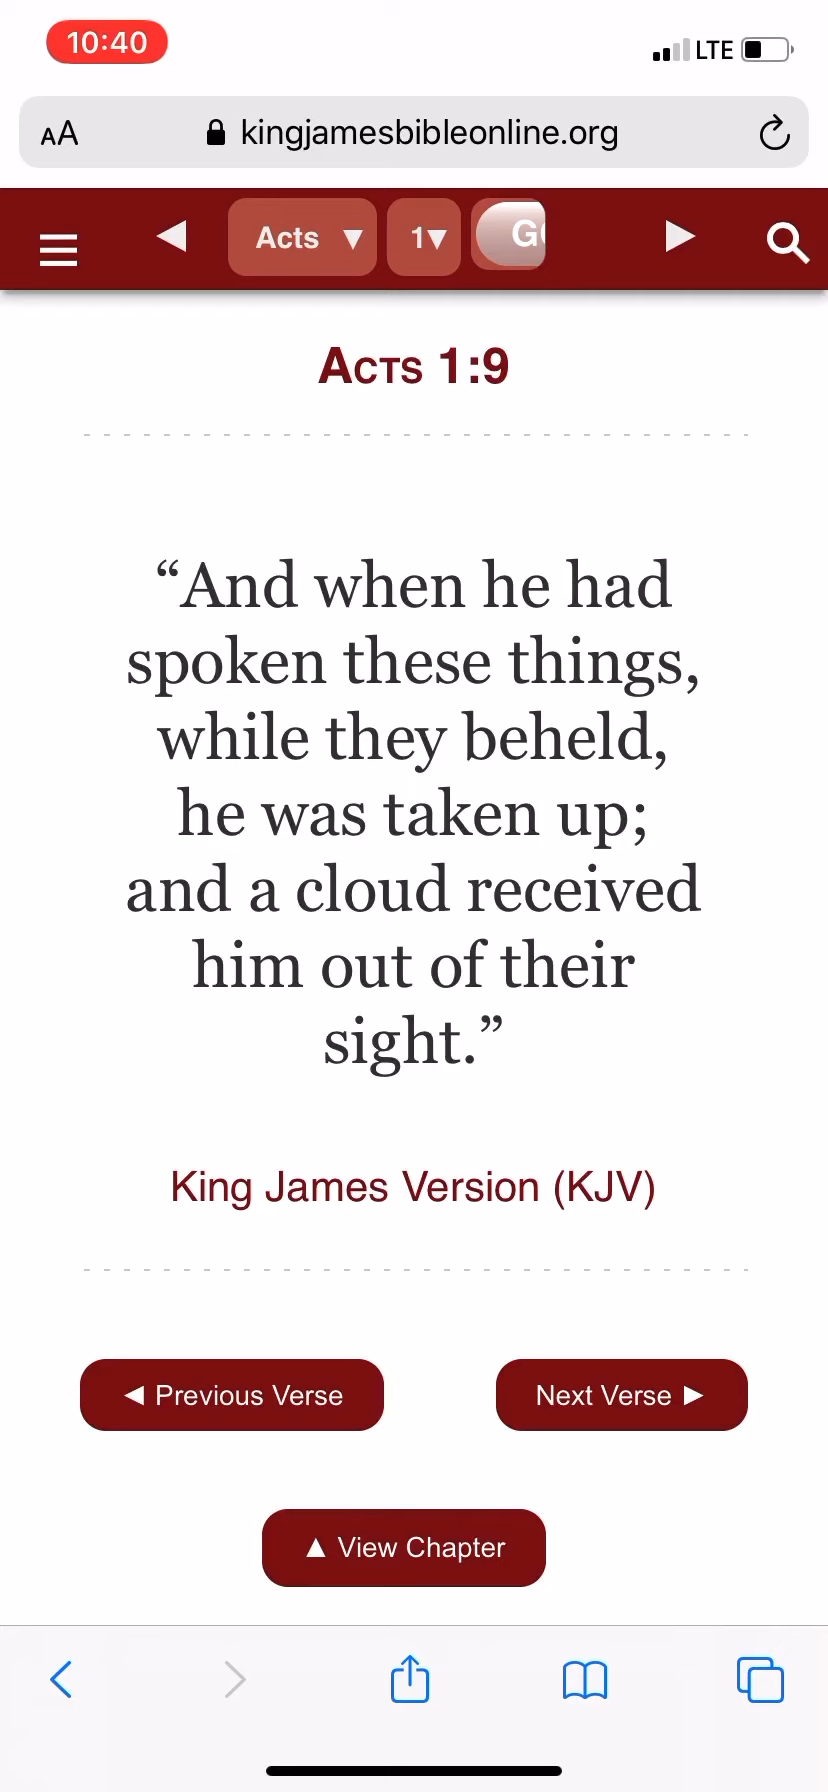 10:40
LTE
AA
kingjamesbibleonline.org
Acts ▼ 1▼
Acts 1:9
“And when he had
spoken these things,
while they beheld,
he was taken up;
and a cloud received
him out of their
sight.”
King James Version (KJV)
◄ Previous Verse
Next Verse ►
▲ View Chapter